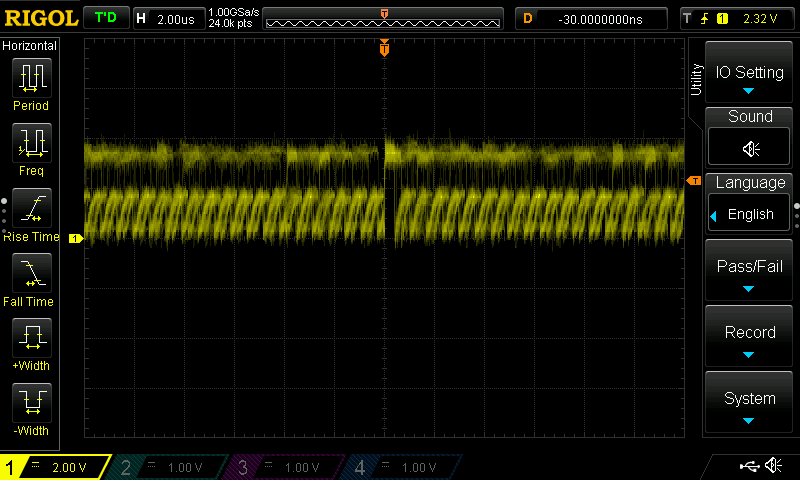 RIGOL T'D H 2.00us 1.00GSa/s D -30.0000000ns T 1 2.32 V
24.0k pts
T
Horizontal
Period
Freq
Rise Time
Fall Time
+Width
-Width
T
1
T
Utility
IO Setting
Sound
Language
English
Pass/Fail
Record
System
1 2.00 V 2 1.00 V 3 1.00 V 4 1.00 V